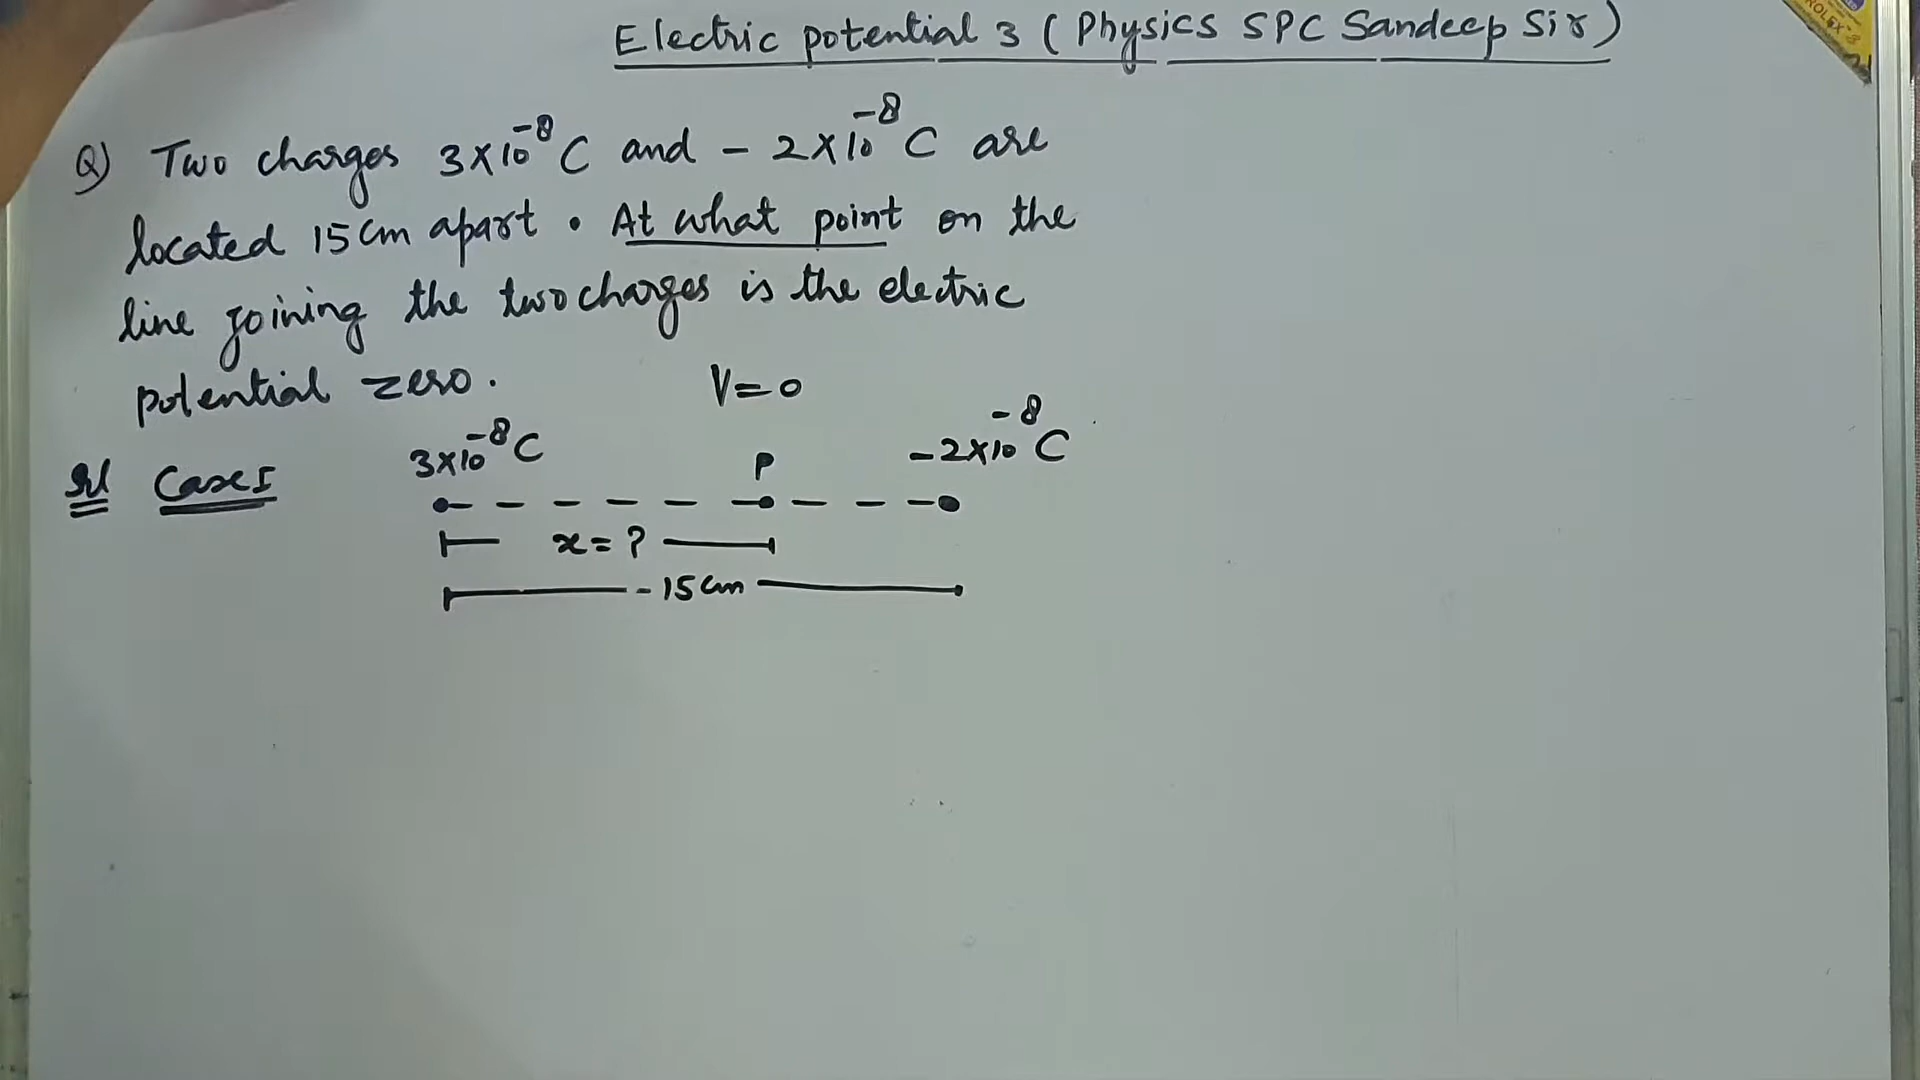 Electric potential 3 ( Physics SPC Sandeep Sir )
Q) Two charges 3×10⁻⁸ C and - 2×10⁻⁸ C are
located 15 cm apart . At what point on the
line joining the two charges is the electric
potential zero .
V=0
Sol Case I
3×10⁻⁸ C P -2×10⁻⁸ C
x = ?
15 cm